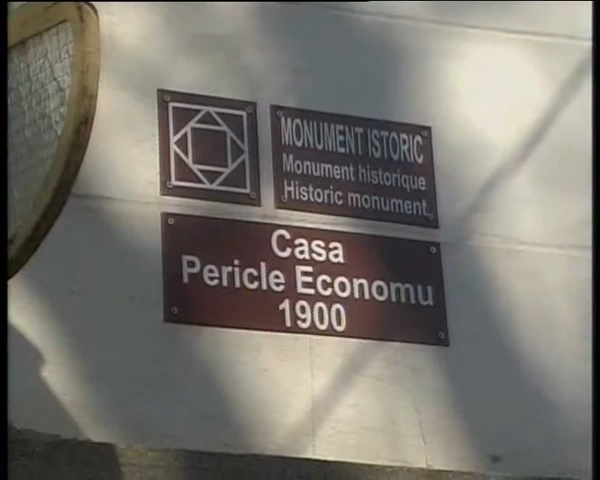 MONUMENT ISTORIC
Monument historique
Historic monument
Casa
Pericle Economu
1900